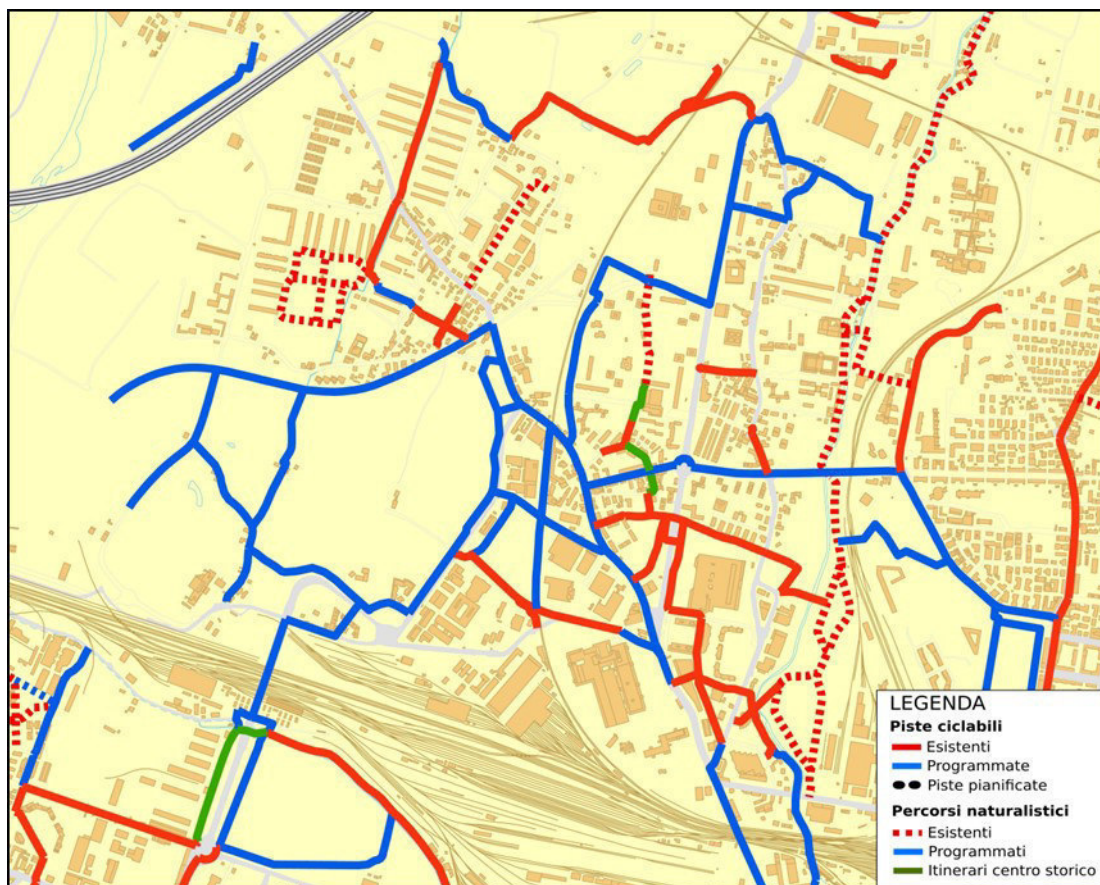 LEGENDA
Piste ciclabili
Esistenti
Programmate
Piste pianificate
Percorsi naturalistici
Esistenti
Programmati
Itinerari centro storico